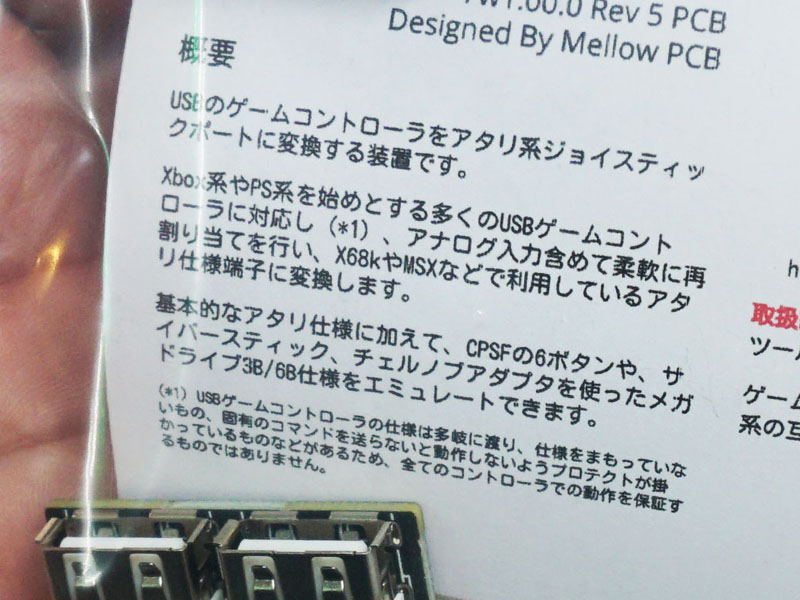 Rev 5 PCB
Designed By Mellow PCB
概要
USBのゲームコントローラをアタリ系ジョイスティッ
クポートに変換する装置です。
Xbox系やPS系を始めとする多くのUSBゲームコント
ローラに対応し（*1）、アナログ入力含めて柔軟に再
割り当てを行い、X68kやMSXなどで利用しているアタ
リ仕様端子に変換します。
基本的なアタリ仕様に加えて、CPSFの6ボタンや、サ
イバースティック、チェルノブアダプタを使ったメガ
ドライブ3B/6B仕様をエミュレートできます。
(*1) USBゲームコントローラの仕様は多岐に渡り、仕様をまもっていな
いもの、固有のコマンドを送らないと動作しないようプロテクトが掛
かっているものなどがあるため、全てのコントローラでの動作を保証す
るものではありません。
h
取扱
ツール
ゲーム
系の互